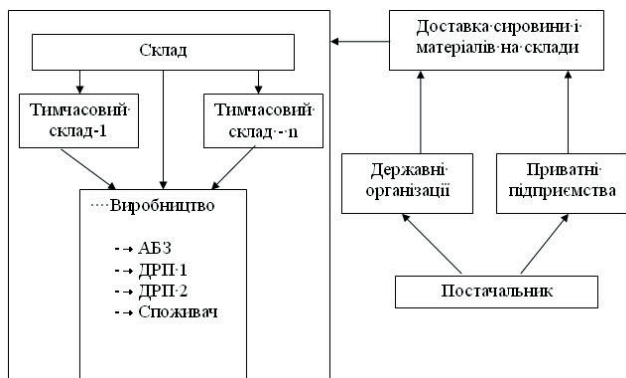 Склад
Тимчасовий
склад-1
Тимчасовий
склад - n
Виробництво
АБЗ
ДРП 1
ДРП 2
Споживач
Доставка сировини і
матеріалів на склади
Державні
організації
Приватні
підприємства
Постачальник